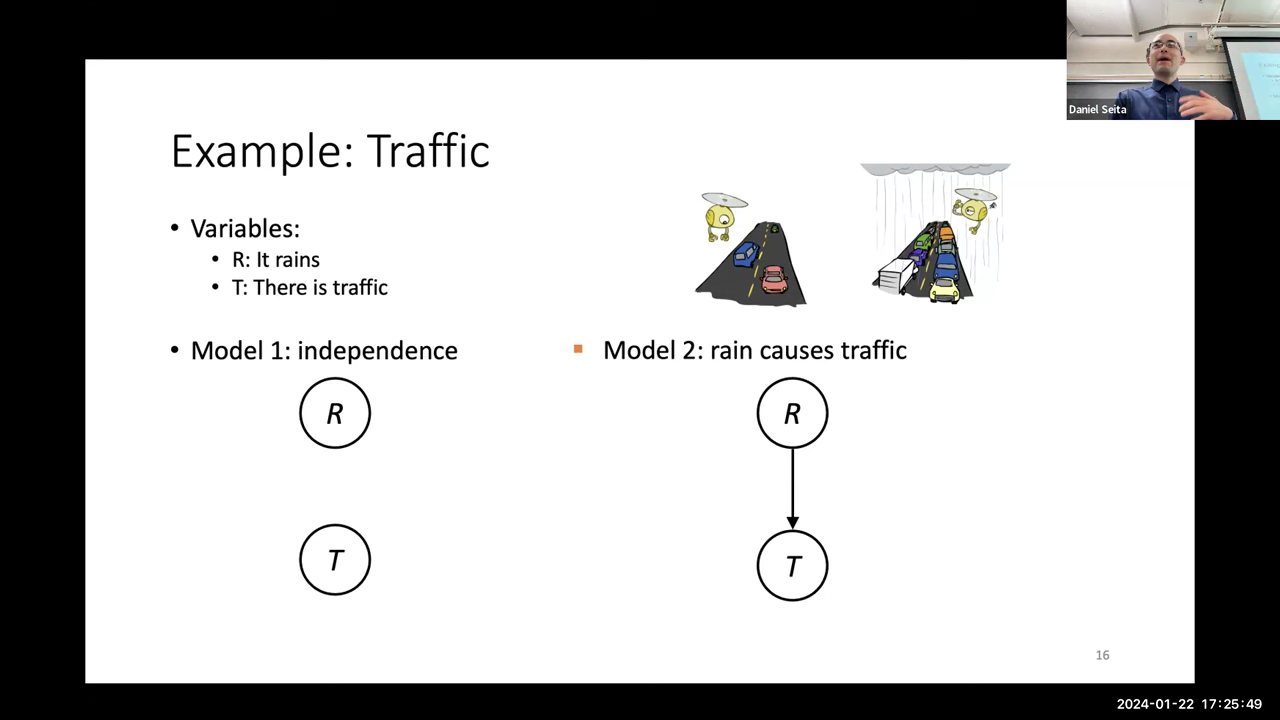 Daniel Seita
Example: Traffic
• Variables:
• R: It rains
• T: There is traffic
• Model 1: independence
▪ Model 2: rain causes traffic
R
R
T
T
16
2024-01-22 17:25:49